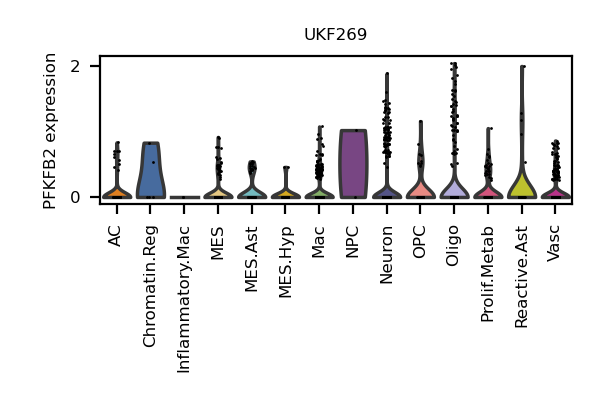 UKF269
PFKFB2 expression
2
0
AC
Chromatin.Reg
Inflammatory.Mac
MES
MES.Ast
MES.Hyp
Mac
NPC
Neuron
OPC
Oligo
Prolif.Metab
Reactive.Ast
Vasc